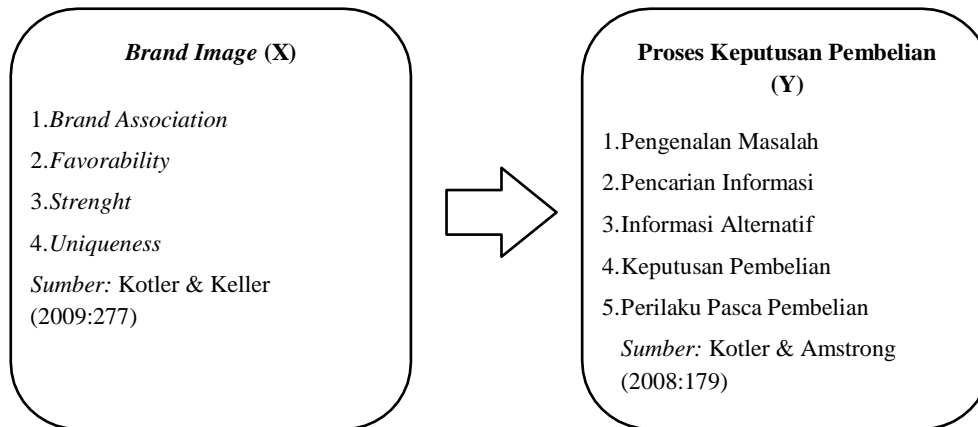 Brand Image (X)
1.Brand Association
2.Favorability
3.Strenght
4.Uniqueness
Sumber: Kotler & Keller
(2009:277)
Proses Keputusan Pembelian
(Y)
1.Pengenalan Masalah
2.Pencarian Informasi
3.Informasi Alternatif
4.Keputusan Pembelian
5.Perilaku Pasca Pembelian
Sumber: Kotler & Amstrong
(2008:179)